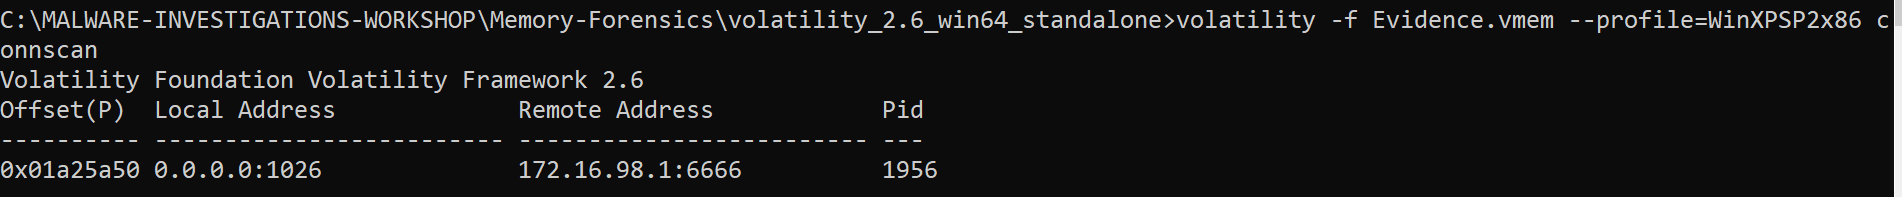 C:\MALWARE-INVESTIGATIONS-WORKSHOP\Memory-Forensics\volatility_2.6_win64_standalone>volatility -f Evidence.vmem --profile=WinXPSP2x86 c
onnscan
Volatility Foundation Volatility Framework 2.6
Offset(P)  Local Address             Remote Address            Pid
---------- ------------------------- ------------------------- ---
0x01a25a50 0.0.0.0:1026              172.16.98.1:6666          1956